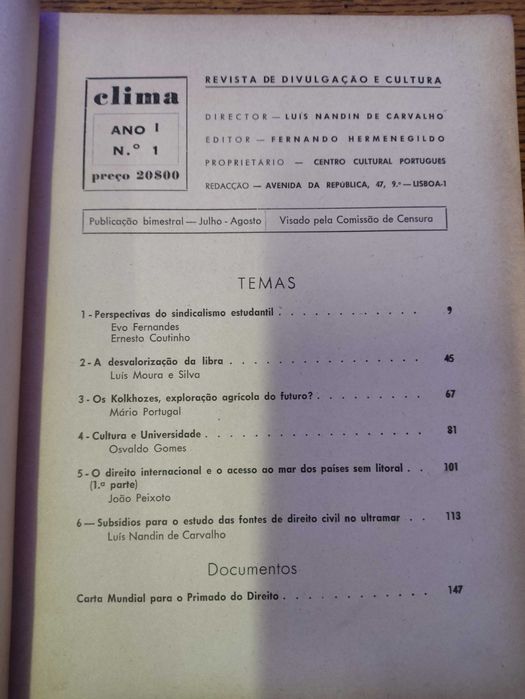 clima
ANO I
N.º 1
preço 20$00
REVISTA DE DIVULGAÇÃO E CULTURA
DIRECTOR — LUÍS NANDIN DE CARVALHO
EDITOR — FERNANDO HERMENEGILDO
PROPRIETÁRIO — CENTRO CULTURAL PORTUGUES
REDACÇÃO — AVENIDA DA REPÚBLICA, 47, 9.º — LISBOA-1
Publicação bimestral — Julho - Agosto Visado pela Comissão de Censura
TEMAS
1 - Perspectivas do sindicalismo estudantil . . . . . . . . . . . . 9
Evo Fernandes
Ernesto Coutinho
2 - A desvalorização da libra . . . . . . . . . . . . . . . . 45
Luís Moura e Silva
3 - Os Kolkhozes, exploração agrícola do futuro? . . . . . . . . . 67
Mário Portugal
4 - Cultura e Universidade . . . . . . . . . . . . . . . . . . 81
Osvaldo Gomes
5 - O direito internacional e o acesso ao mar dos países sem litoral . . 101
(1.ª parte)
João Peixoto
6 — Subsídios para o estudo das fontes de direito civil no ultramar . . 113
Luís Nandin de Carvalho
Documentos
Carta Mundial para o Primado do Direito . . . . . . . . . . . . 147